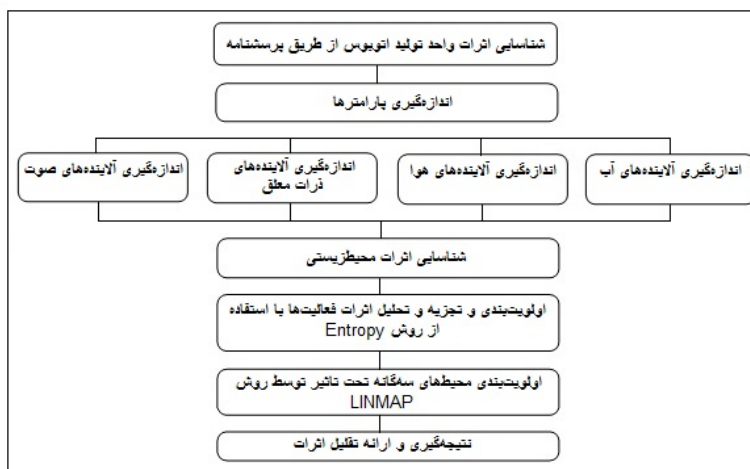 شناسایی اثرات واحد تولید اتوبوس از طریق پرسشنامه
اندازه‌گیری پارامترها
اندازه‌گیری آلاینده‌های آب
اندازه‌گیری آلاینده‌های هوا
اندازه‌گیری آلاینده‌های
ذرات معلق
اندازه‌گیری آلاینده‌های صوت
شناسایی اثرات محیط‌زیستی
اولویت‌بندی و تجزیه و تحلیل اثرات فعالیت‌ها با استفاده
از روش Entropy
اولویت‌بندی محیط‌های سه‌گانه تحت تاثیر توسط روش
LINMAP
نتیجه‌گیری و ارائه تقلیل اثرات